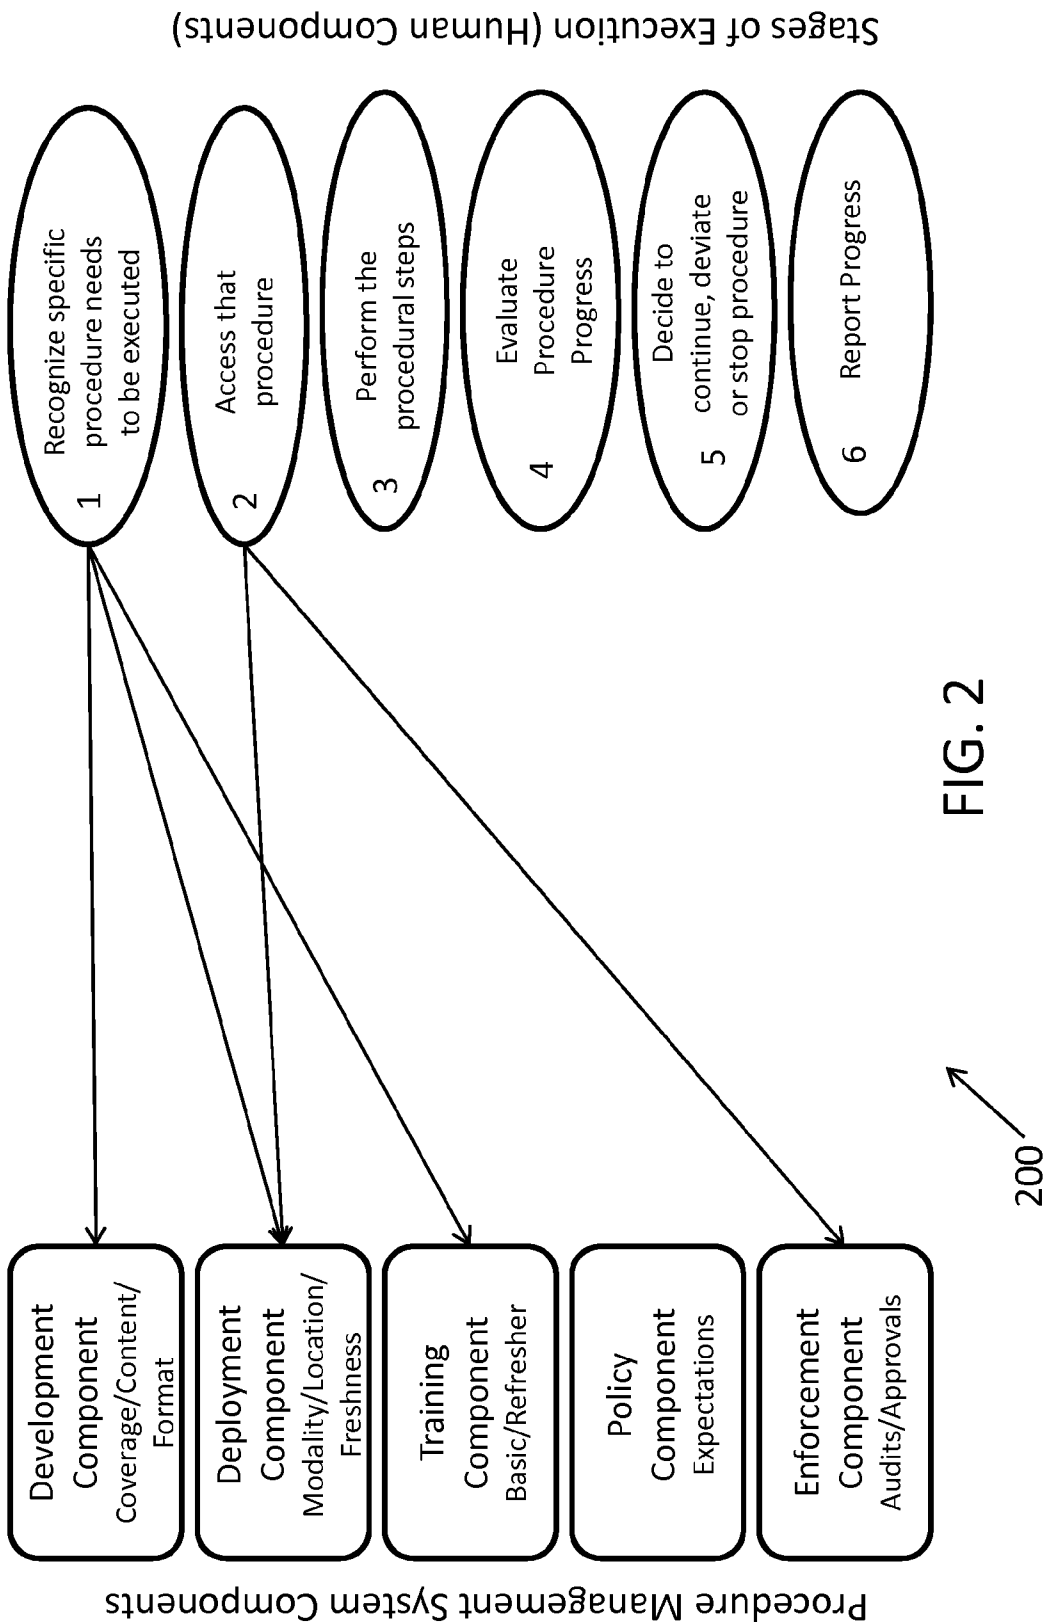 Procedure Management System Components
Development
Component
Coverage/Content/
Format
Deployment
Component
Modality/Location/
Freshness
Training
Component
Basic/Refresher
Policy
Component
Expectations
Enforcement
Component
Audits/Approvals
Stages of Execution (Human Components)
1
Recognize specific
procedure needs
to be executed
2
Access that
procedure
3
Perform the
procedural steps
4
Evaluate
Procedure
Progress
5
Decide to
continue, deviate
or stop procedure
6
Report Progress
200
FIG. 2